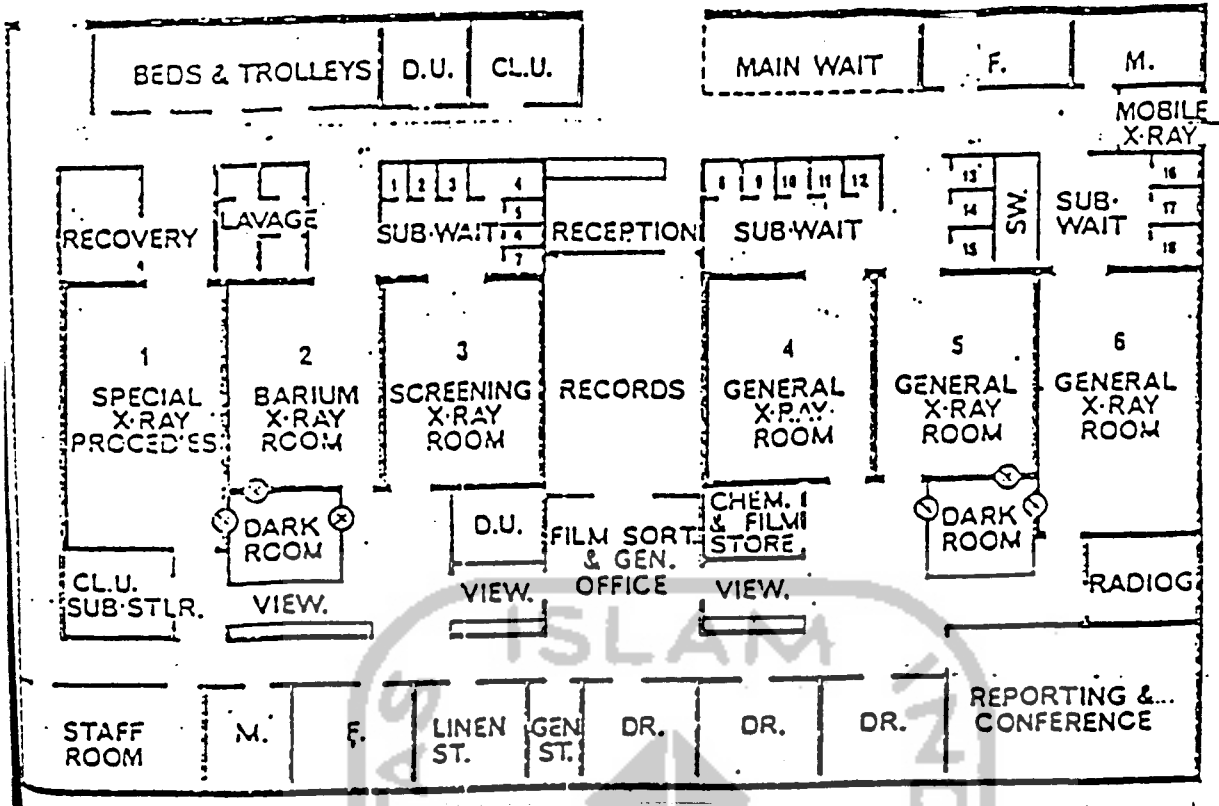 BEDS & TROLLEYS
D.U.
CL.U.
MAIN WAIT
F.
M.
MOBILE
X-RAY
RECOVERY
LAVAGE
1
2
3
4
5
4
7
SUB-WAIT
RECEPTION
8
9
10
11
12
SUB-WAIT
13
14
15
SW.
SUB-
WAIT
16
17
18
1
SPECIAL
X-RAY
PROCED'ES
2
BARIUM
X-RAY
ROOM
3
SCREENING
X-RAY
ROOM
RECORDS
4
GENERAL
X-RAY
ROOM
5
GENERAL
X-RAY
ROOM
6
GENERAL
X-RAY
ROOM
CL.U.
SUB-STLR.
DARK
ROOM
VIEW.
D.U.
VIEW.
FILM SORT
& GEN.
OFFICE
CHEM.
& FILM
STORE
VIEW.
DARK
ROOM
RADIOG
STAFF
ROOM
M.
F.
LINEN
ST.
GEN
ST.
DR.
DR.
DR.
REPORTING &
CONFERENCE
ISLAM